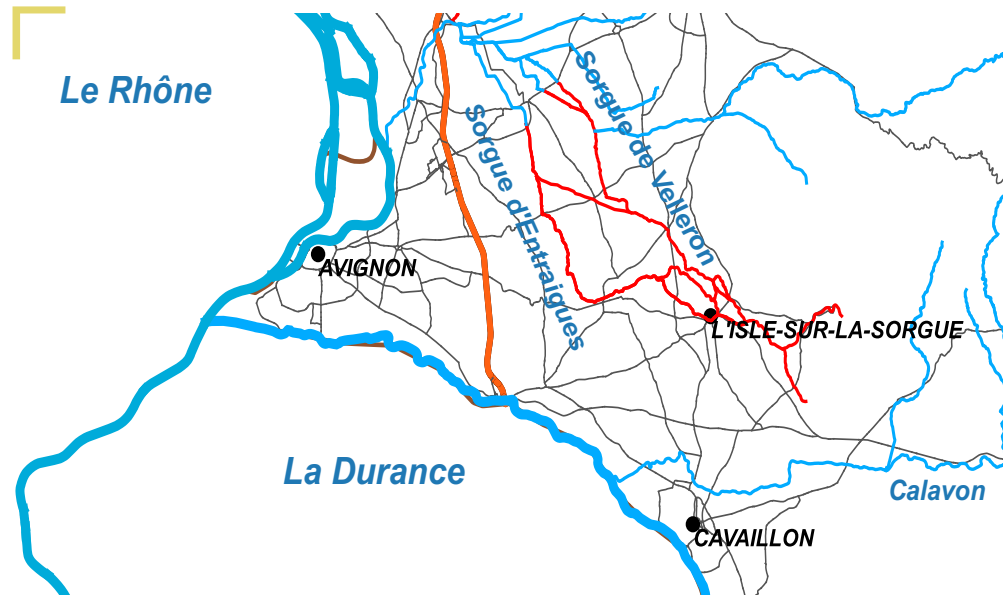 Le Rhône
Sorgue de Velleron
Sorgue d'Entraigues
AVIGNON
L'ISLE-SUR-LA-SORGUE
La Durance
Calavon
CAVAILLON